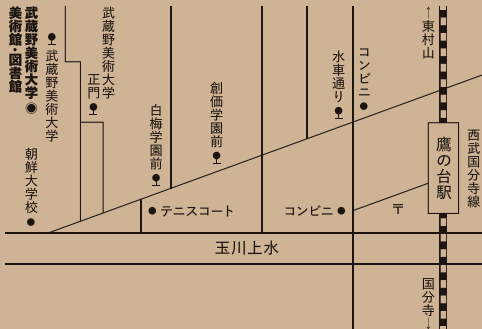 武蔵野美術大学
美術館・図書館
武蔵野美術大学
武蔵野美術大学
正門
朝鮮大学校
白梅学園前
創価学園前
水車通り
コンビニ
↑東村山
鷹の台駅
西武国分寺線
テニスコート
コンビニ
〒
玉川上水
国分寺↓